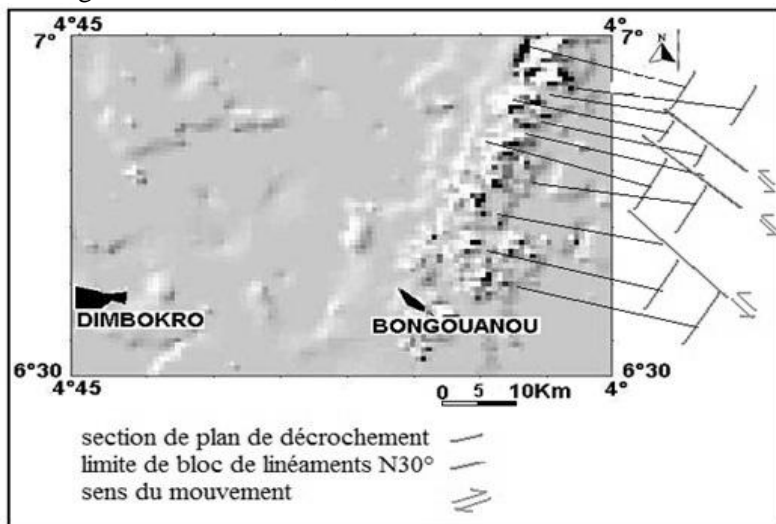 4°45
4°
7°
7°
N
DIMBOKRO
BONGOUANOU
6°30
6°30
4°45
4°
0 5 10Km
section de plan de décrochement
limite de bloc de linéaments N30°
sens du mouvement